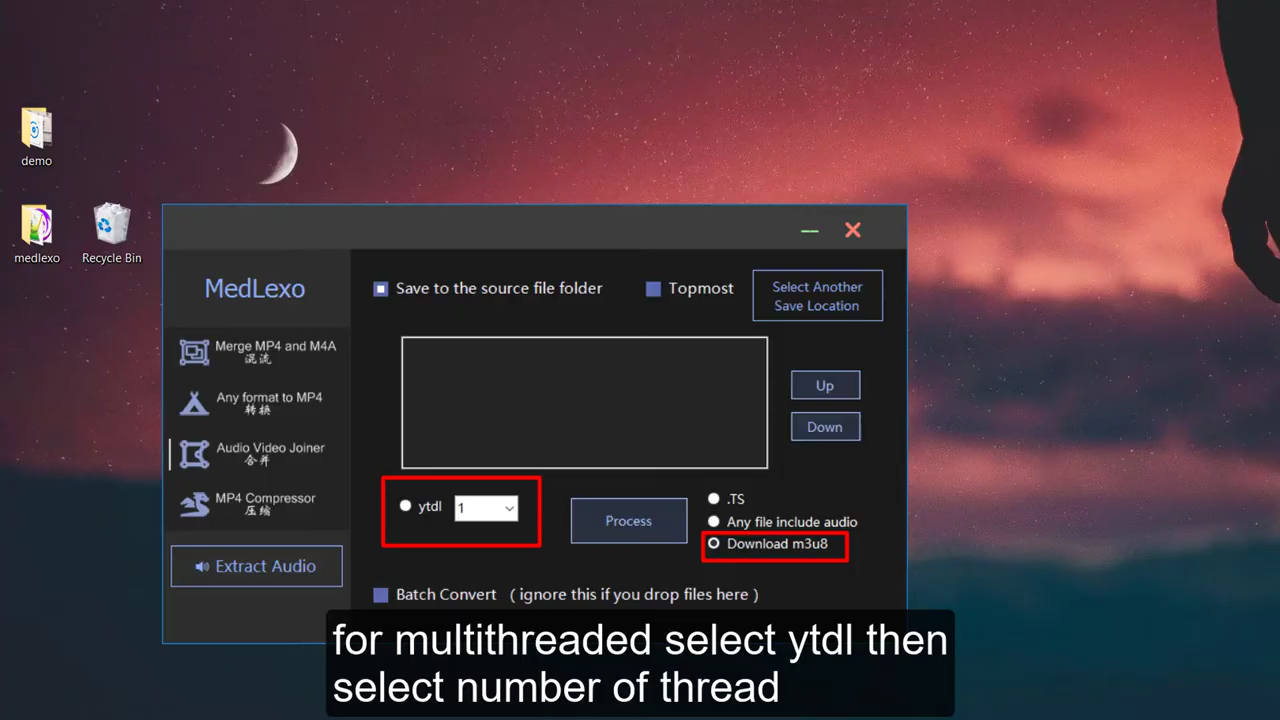 demo
medlexo
Recycle Bin
MedLexo
Merge MP4 and M4A
混流
Any format to MP4
转换
Audio Video Joiner
合并
MP4 Compressor
压缩
Extract Audio
Save to the source file folder
Topmost
Select Another
Save Location
Up
Down
ytdl
1
Process
.TS
Any file include audio
Download m3u8
Batch Convert ( ignore this if you drop files here )
for multithreaded select ytdl then
select number of thread